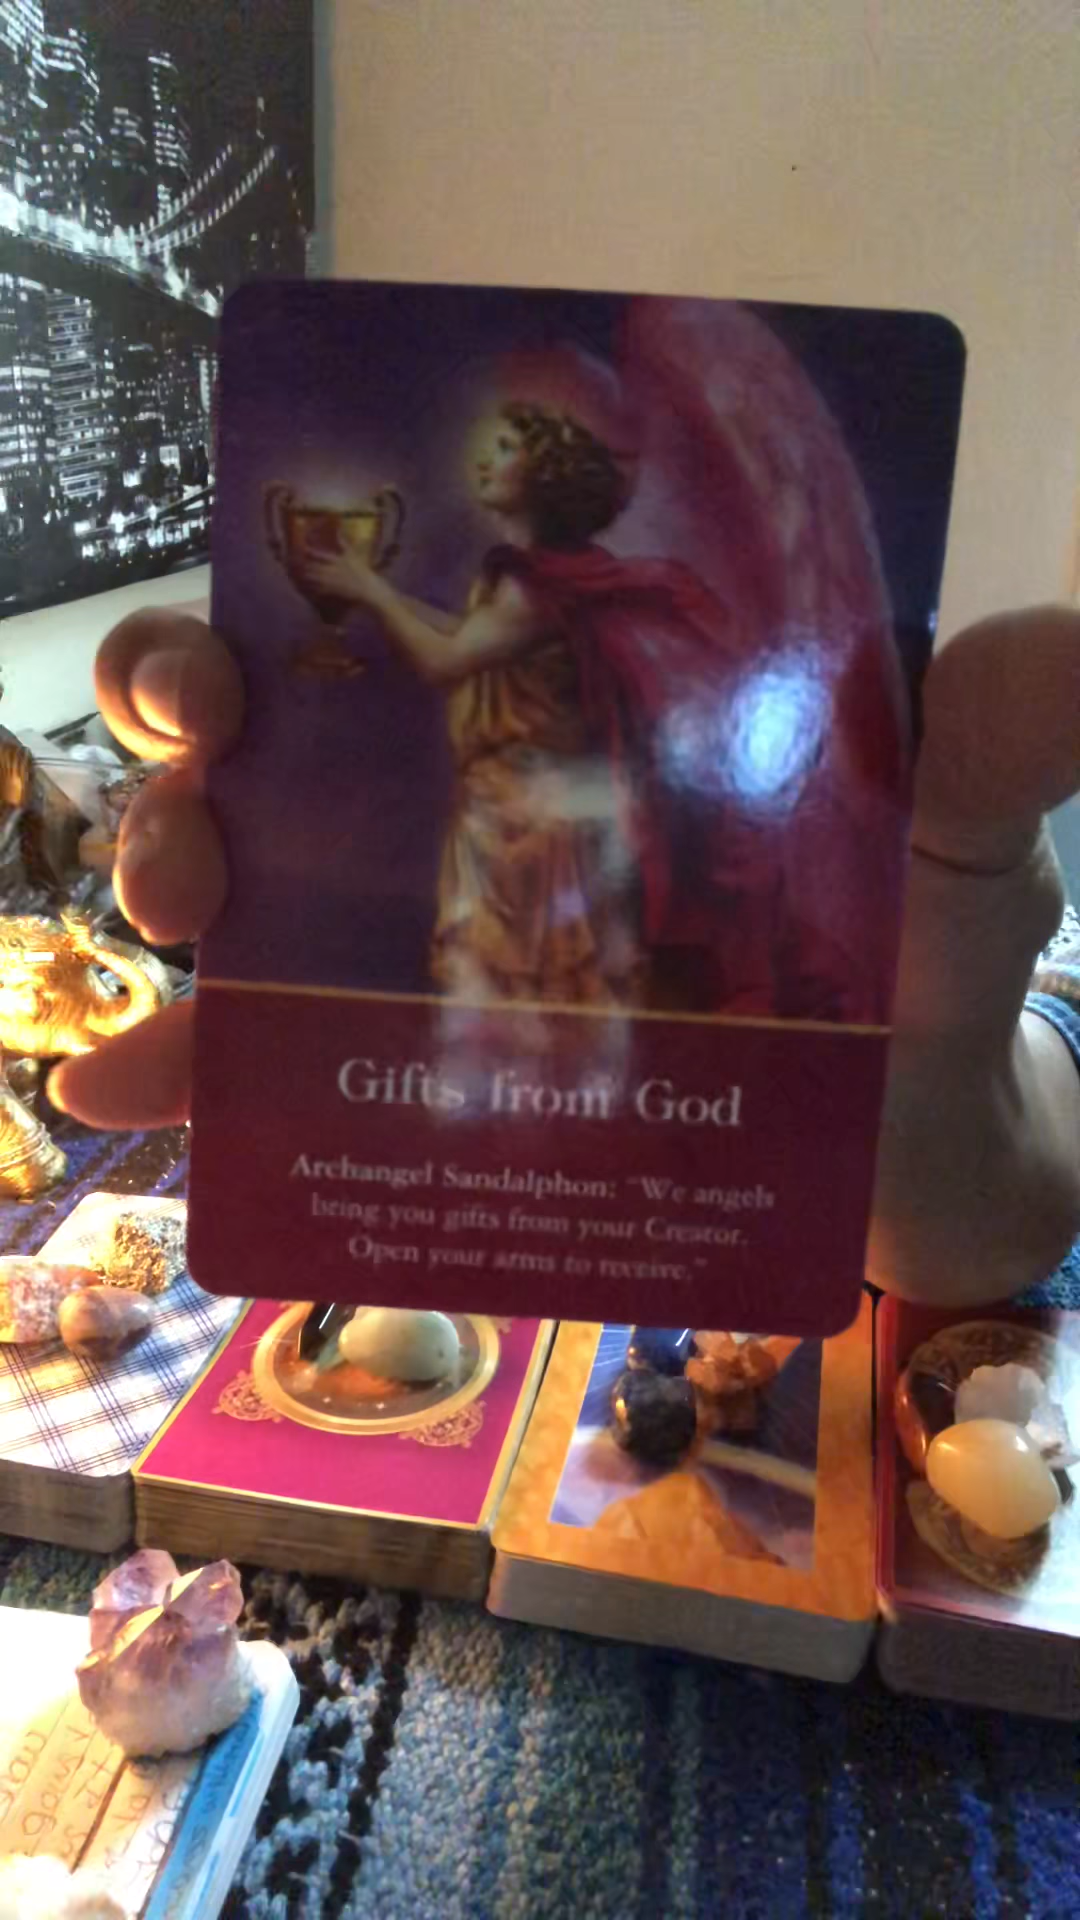 Gifts from God
Archangel Sandalphon: "We angels
bring you gifts from your Creator.
Open your arms to receive."